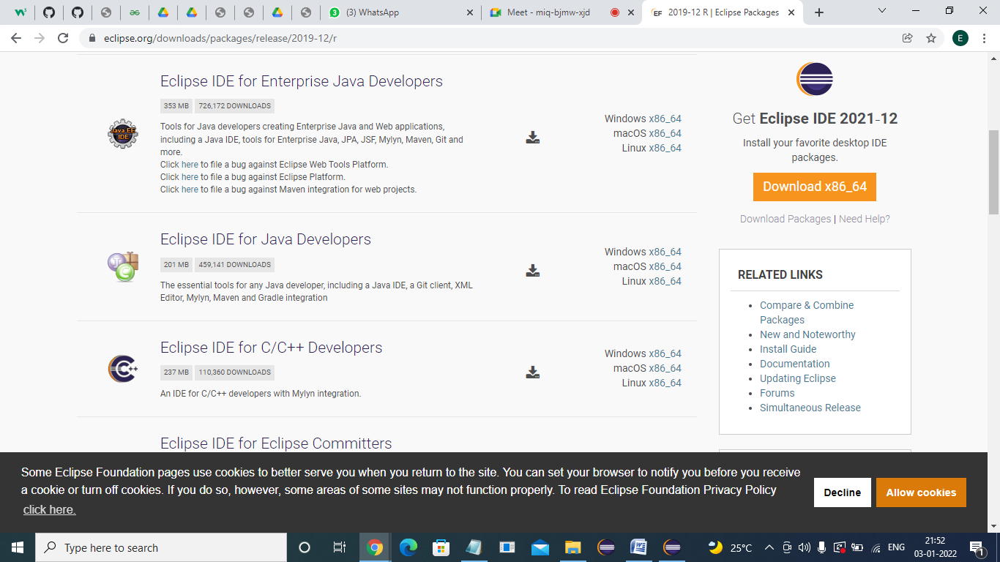 (3) WhatsApp
Meet - miq-bjmw-xjd
EF 2019-12 R | Eclipse Packages
eclipse.org/downloads/packages/release/2019-12/r
E
Eclipse IDE for Enterprise Java Developers
353 MB 726,172 DOWNLOADS
Java EE
IDE
Tools for Java developers creating Enterprise Java and Web applications,
including a Java IDE, tools for Enterprise Java, JPA, JSF, Mylyn, Maven, Git and
more.
Click here to file a bug against Eclipse Web Tools Platform.
Click here to file a bug against Eclipse Platform.
Click here to file a bug against Maven integration for web projects.
Windows x86_64
macOS x86_64
Linux x86_64
Eclipse IDE for Java Developers
201 MB 459,141 DOWNLOADS
The essential tools for any Java developer, including a Java IDE, a Git client, XML
Editor, Mylyn, Maven and Gradle integration
Windows x86_64
macOS x86_64
Linux x86_64
Eclipse IDE for C/C++ Developers
237 MB 110,360 DOWNLOADS
An IDE for C/C++ developers with Mylyn integration.
Windows x86_64
macOS x86_64
Linux x86_64
Eclipse IDE for Eclipse Committers
Get Eclipse IDE 2021-12
Install your favorite desktop IDE
packages.
Download x86_64
Download Packages | Need Help?
RELATED LINKS
Compare & Combine
Packages
New and Noteworthy
Install Guide
Documentation
Updating Eclipse
Forums
Simultaneous Release
Some Eclipse Foundation pages use cookies to better serve you when you return to the site. You can set your browser to notify you before you receive
a cookie or turn off cookies. If you do so, however, some areas of some sites may not function properly. To read Eclipse Foundation Privacy Policy
click here.
Decline
Allow cookies
Type here to search
25°C
ENG
21:52
03-01-2022
1